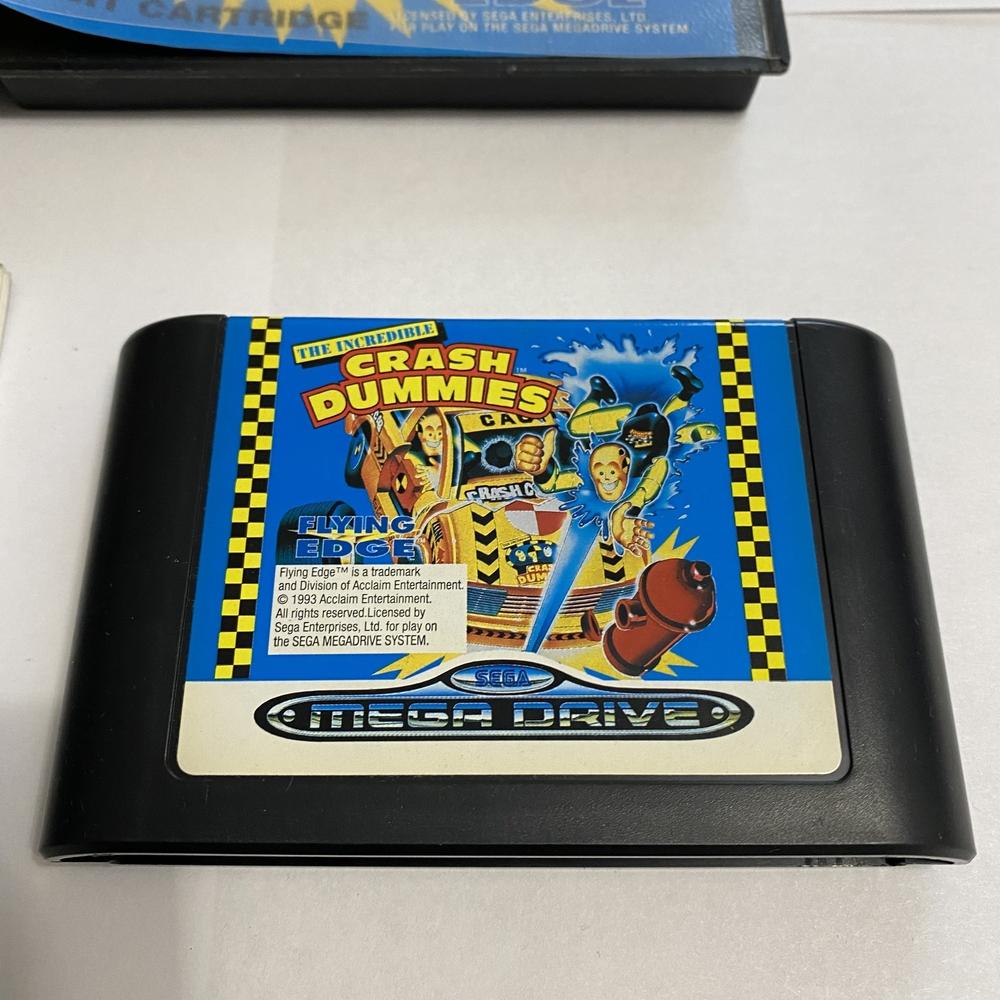 CARTRIDGE
LICENSED BY SEGA ENTERPRISES, LTD.
FOR PLAY ON THE SEGA MEGADRIVE SYSTEM.
THE INCREDIBLE
CRASH
DUMMIES™
CRASH
FLYING
EDGE
Flying Edge™ is a trademark
and Division of Acclaim Entertainment.
© 1993 Acclaim Entertainment.
All rights reserved.Licensed by
Sega Enterprises, Ltd. for play on
the SEGA MEGADRIVE SYSTEM.
SEGA
MEGA DRIVE